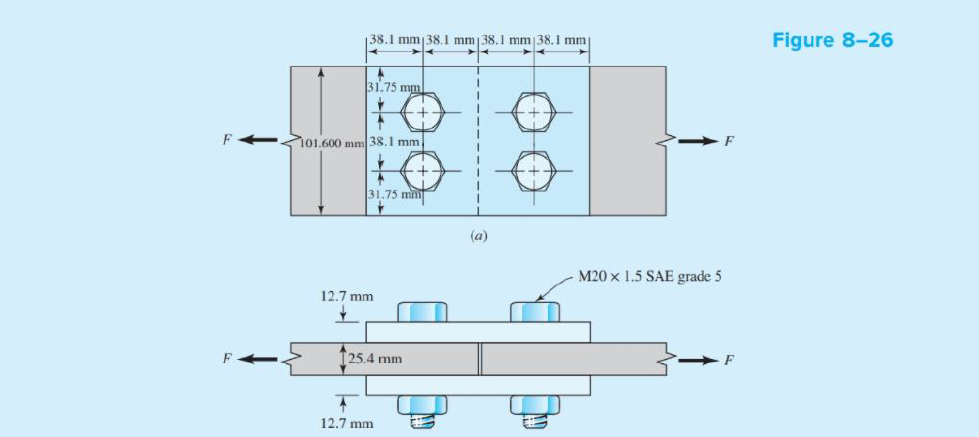 38.1 mm 38.1 mm 38.1 mm 38.1 mm
Figure 8–26
31.75 mm
F
101.600 mm
38.1 mm
F
31.75 mm
(a)
M20 × 1.5 SAE grade 5
12.7 mm
F
25.4 mm
F
12.7 mm